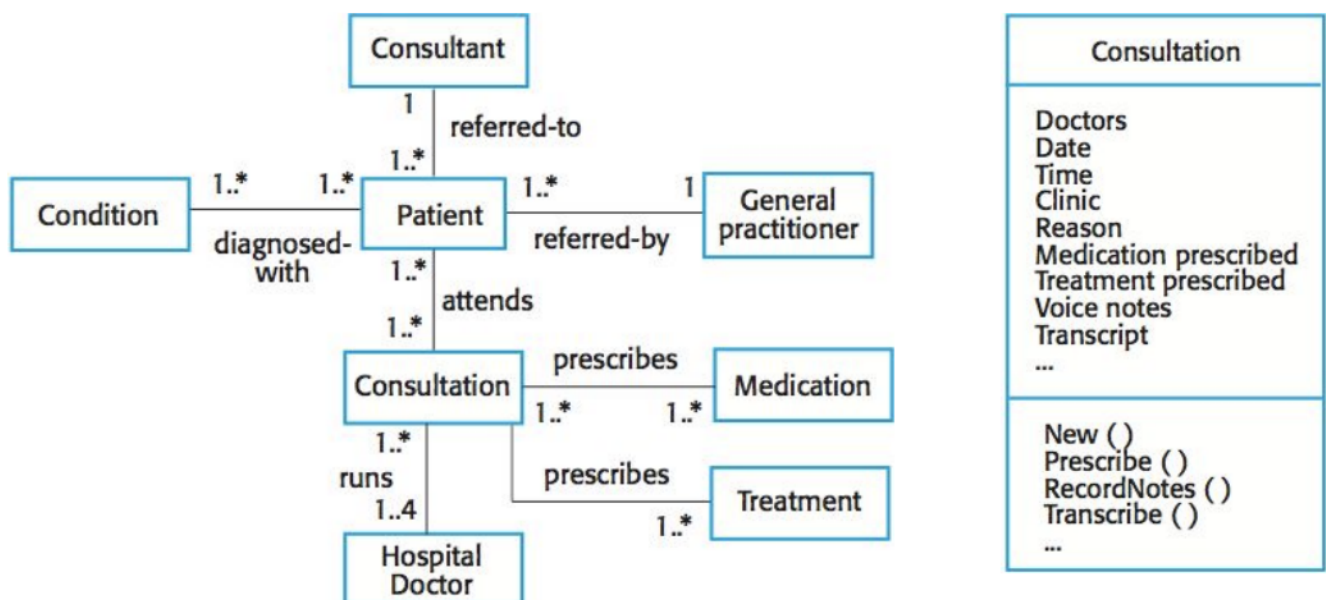 Consultant
1
referred-to
1..*
Condition
1..*
1..*
diagnosed-
with
Patient
1..*
1
referred-by
General
practitioner
1..*
attends
1..*
Consultation
prescribes
1..*
1..*
Medication
prescribes
1..*
Treatment
1..*
runs
1..4
Hospital
Doctor
Consultation
Doctors
Date
Time
Clinic
Reason
Medication prescribed
Treatment prescribed
Voice notes
Transcript
...
New ( )
Prescribe ( )
RecordNotes ( )
Transcribe ( )
...